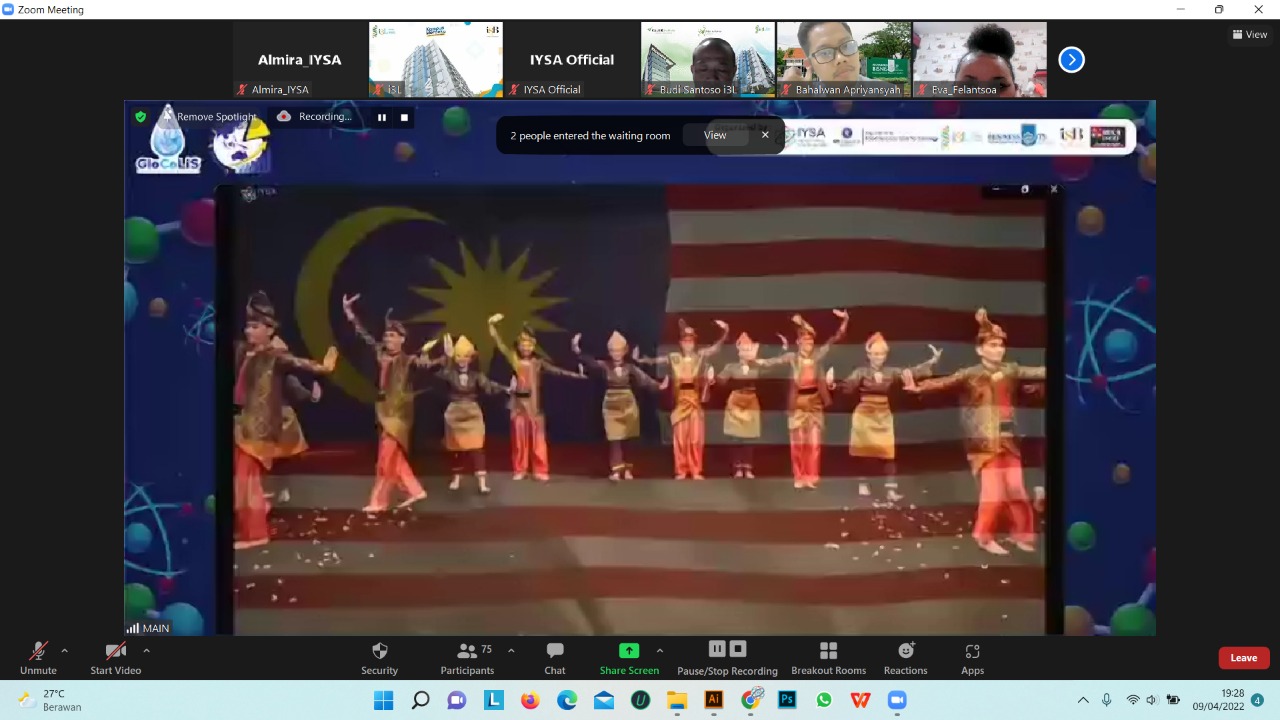 Zoom Meeting
View
Almira_IYSA
Almira_IYSA
i3L
IYSA Official
IYSA Official
Budi Santoso i3L
Bahalwan Apriyansyah
Eva_Felantsoa
Remove Spotlight
Recording...
2 people entered the waiting room
View
GloCoLiS
IYSA
MAIN
Unmute
Start Video
Security
Participants
75
Chat
Share Screen
Pause/Stop Recording
Breakout Rooms
Reactions
Apps
Leave
27°C
Berawan
19:28
09/04/2022
4